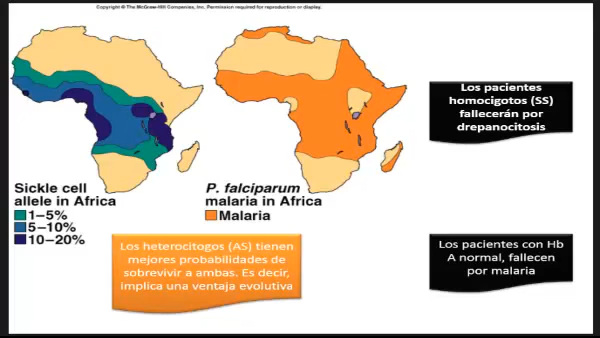 Copyright © The McGraw-Hill Companies, Inc. Permission required for reproduction or display.
Sickle cell
allele in Africa
1–5%
5–10%
10–20%
P. falciparum
malaria in Africa
Malaria
Los pacientes
homocigotos (SS)
fallecerán por
drepanocitosis
Los heterocitogos (AS) tienen
mejores probabilidades de
sobrevivir a ambas. Es decir,
implica una ventaja evolutiva
Los pacientes con Hb
A normal, fallecen
por malaria